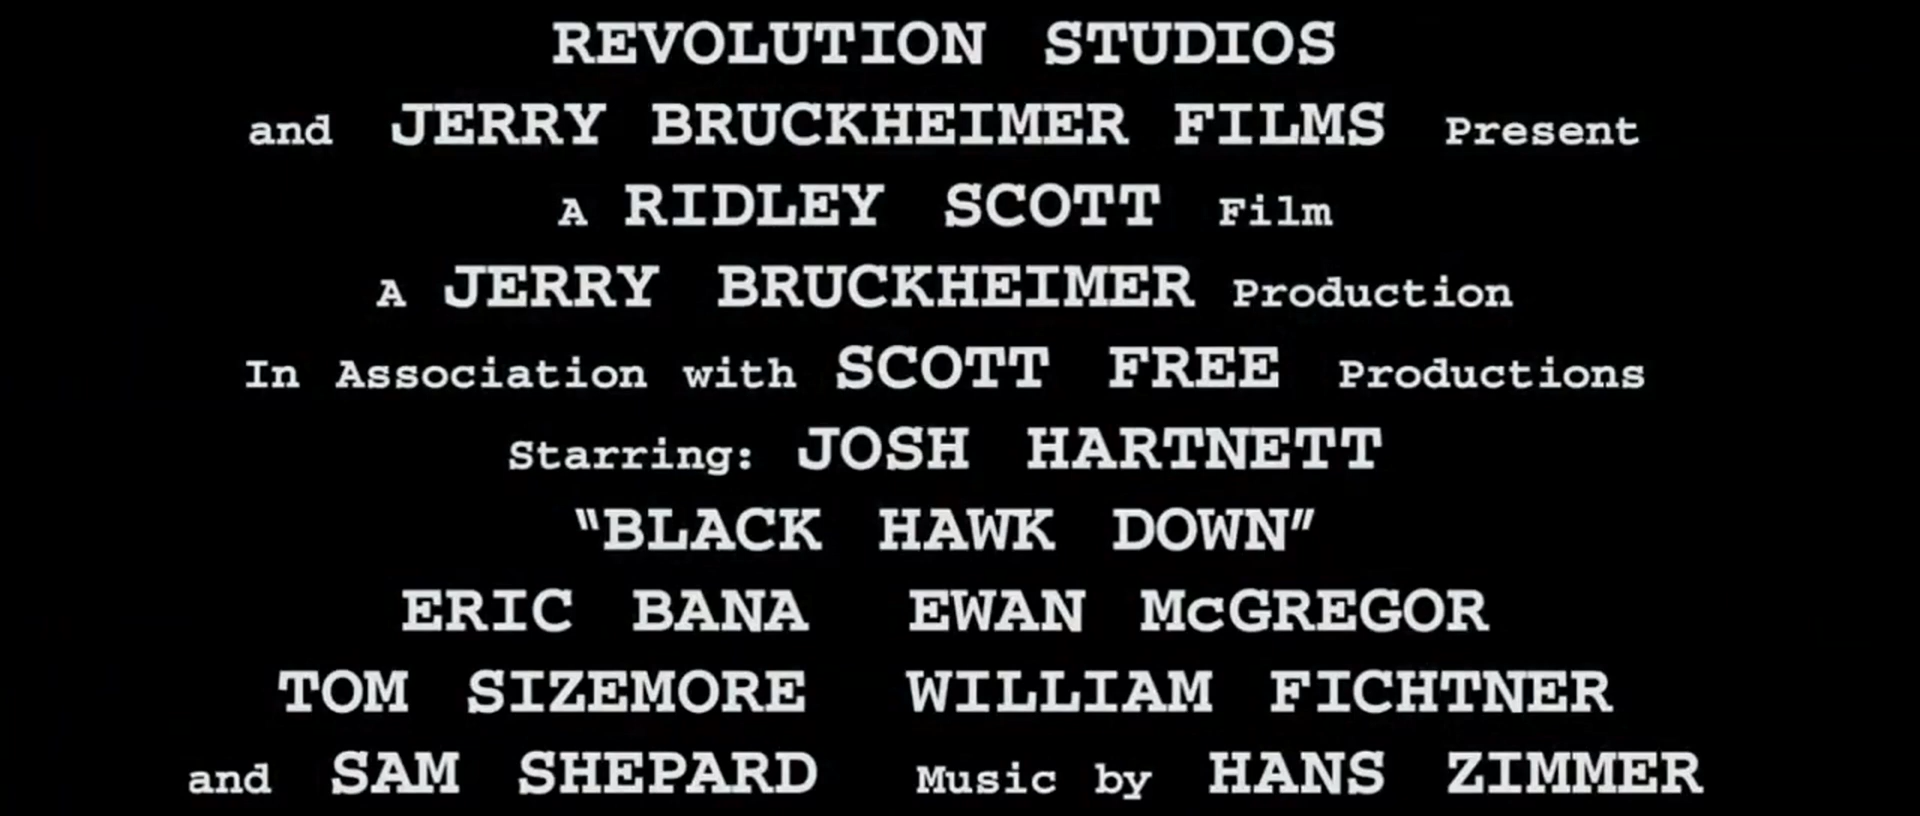 REVOLUTION STUDIOS
and JERRY BRUCKHEIMER FILMS Present
A RIDLEY SCOTT Film
A JERRY BRUCKHEIMER Production
In Association with SCOTT FREE Productions
Starring: JOSH HARTNETT
"BLACK HAWK DOWN"
ERIC BANA EWAN McGREGOR
TOM SIZEMORE WILLIAM FICHTNER
and SAM SHEPARD Music by HANS ZIMMER